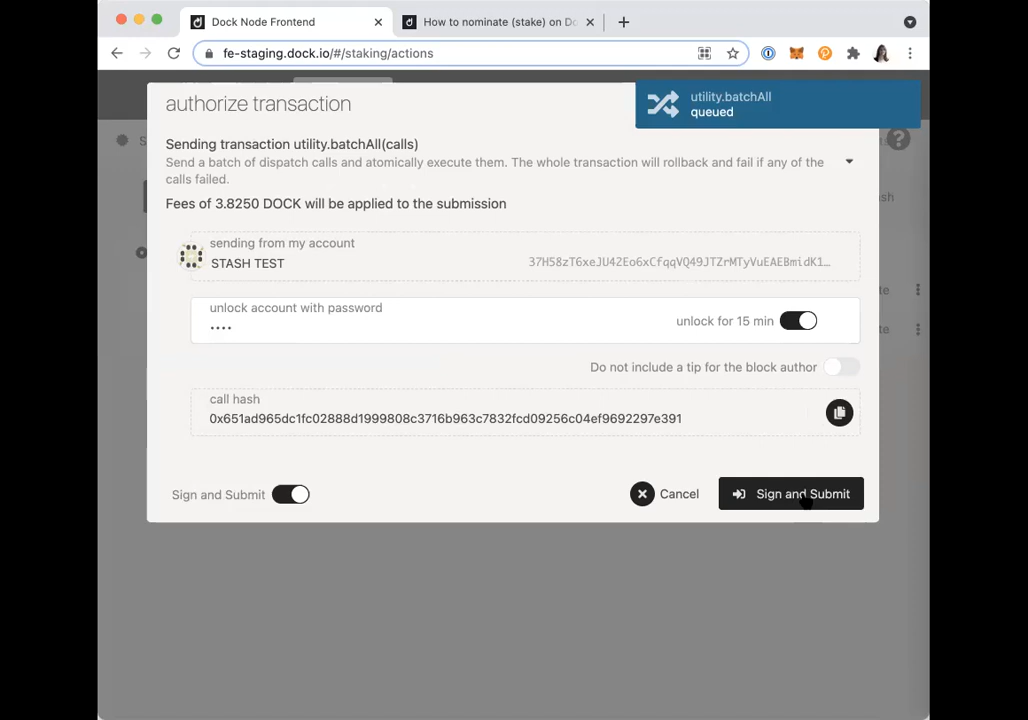 Dock Node Frontend
How to nominate (stake) on Do
fe-staging.dock.io/#/staking/actions
authorize transaction
utility.batchAll
queued
Sending transaction utility.batchAll(calls)
Send a batch of dispatch calls and atomically execute them. The whole transaction will rollback and fail if any of the
calls failed.
Fees of 3.8250 DOCK will be applied to the submission
sending from my account
STASH TEST
37H58zT6xeJU4ZEo6xCfqqVQ49JTZrMTyVuEAEBmidK1…
unlock account with password
••••
unlock for 15 min
Do not include a tip for the block author
call hash
0x651ad965dc1fc02888d1999808c3716b963c7832fcd09256c04ef9692297e391
Sign and Submit
Cancel
Sign and Submit